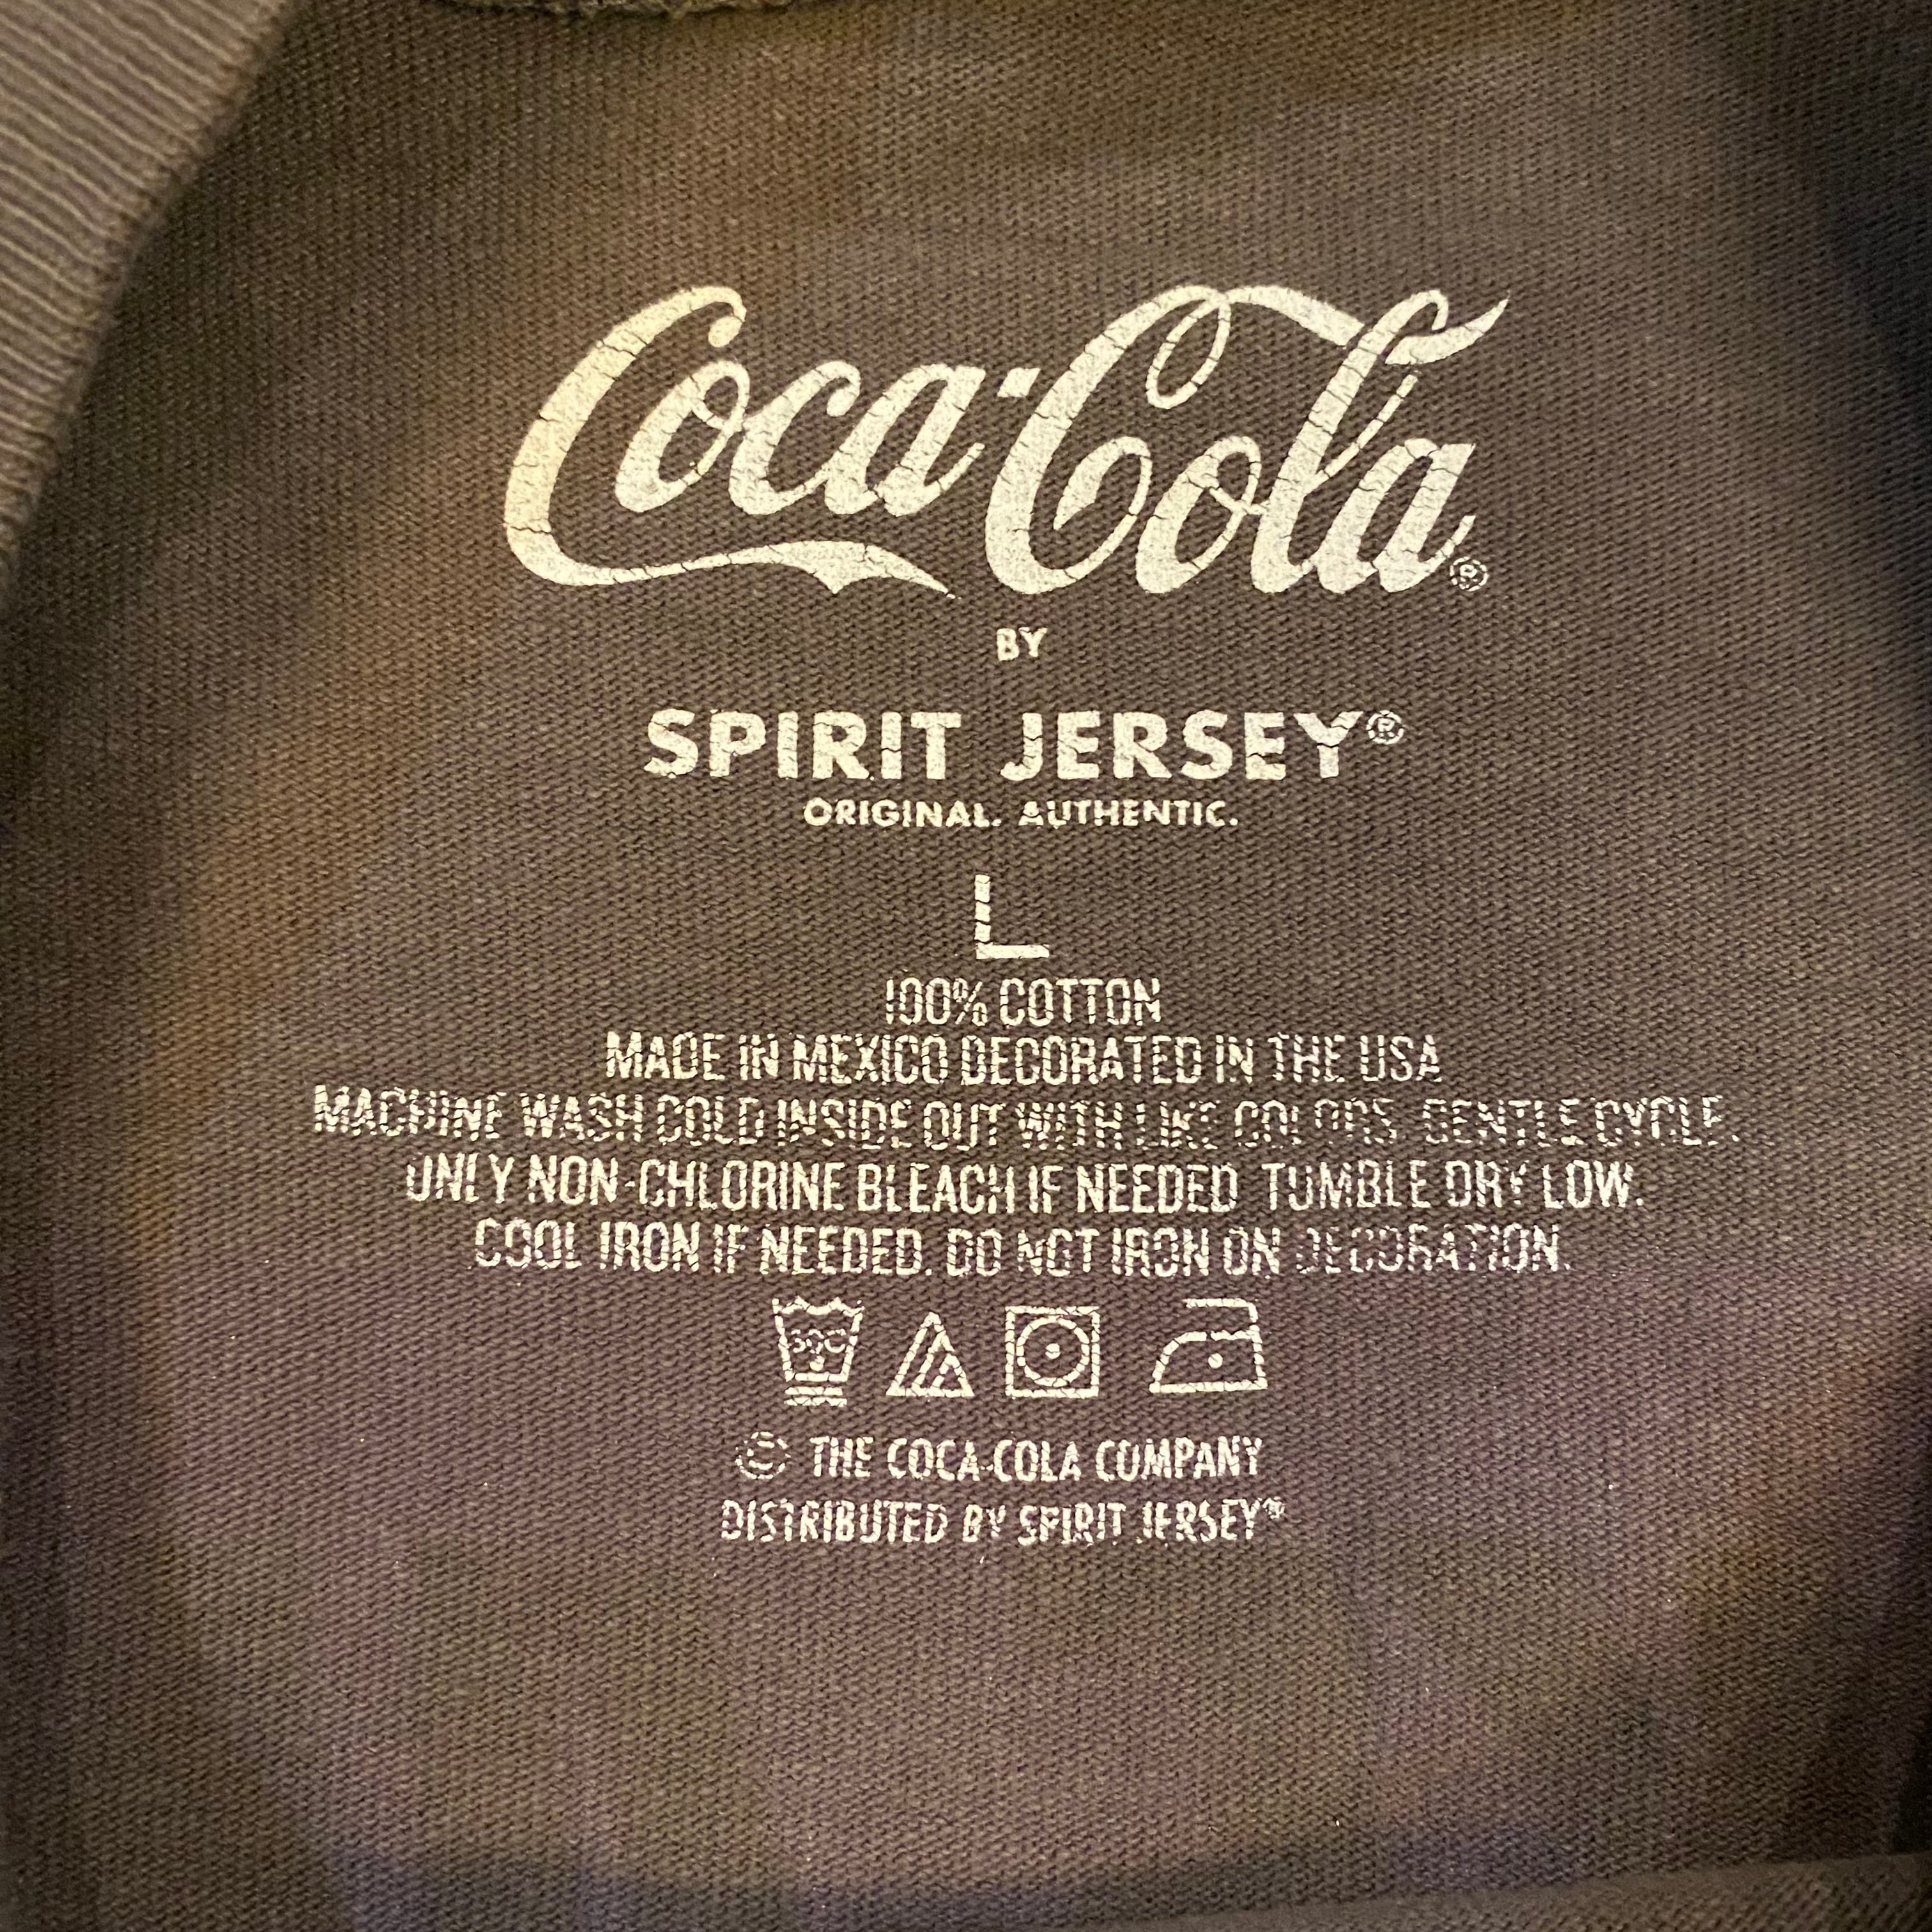 Coca-Cola®
BY
SPIRIT JERSEY®
ORIGINAL. AUTHENTIC.
L
100% COTTON
MADE IN MEXICO DECORATED IN THE USA
MACHINE WASH COLD INSIDE OUT WITH LIKE COLORS. GENTLE CYCLE.
ONLY NON-CHLORINE BLEACH IF NEEDED. TUMBLE DRY LOW.
COOL IRON IF NEEDED. DO NOT IRON ON DECORATION.
30C
© THE COCA-COLA COMPANY
DISTRIBUTED BY SPIRIT JERSEY®